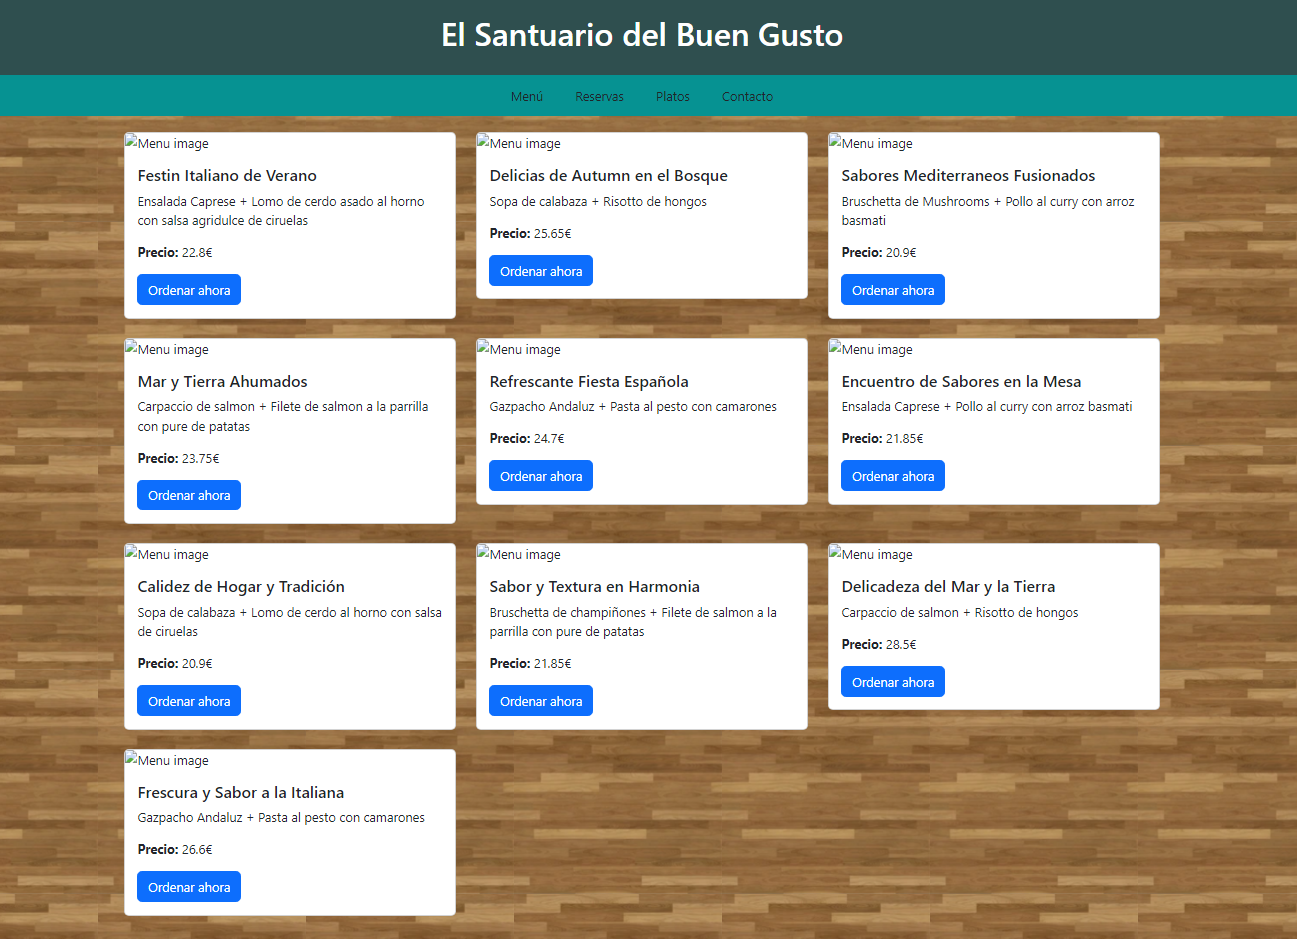 El Santuario del Buen Gusto
Menú
Reservas
Platos
Contacto
Menu image
Festin Italiano de Verano
Ensalada Caprese + Lomo de cerdo asado al horno
con salsa agridulce de ciruelas
Precio: 22.8€
Ordenar ahora
Menu image
Delicias de Autumn en el Bosque
Sopa de calabaza + Risotto de hongos
Precio: 25.65€
Ordenar ahora
Menu image
Sabores Mediterraneos Fusionados
Bruschetta de Mushrooms + Pollo al curry con arroz
basmati
Precio: 20.9€
Ordenar ahora
Menu image
Mar y Tierra Ahumados
Carpaccio de salmon + Filete de salmon a la parrilla
con pure de patatas
Precio: 23.75€
Ordenar ahora
Menu image
Refrescante Fiesta Española
Gazpacho Andaluz + Pasta al pesto con camarones
Precio: 24.7€
Ordenar ahora
Menu image
Encuentro de Sabores en la Mesa
Ensalada Caprese + Pollo al curry con arroz basmati
Precio: 21.85€
Ordenar ahora
Menu image
Calidez de Hogar y Tradición
Sopa de calabaza + Lomo de cerdo al horno con salsa
de ciruelas
Precio: 20.9€
Ordenar ahora
Menu image
Sabor y Textura en Harmonia
Bruschetta de champiñones + Filete de salmon a la
parrilla con pure de patatas
Precio: 21.85€
Ordenar ahora
Menu image
Delicadeza del Mar y la Tierra
Carpaccio de salmon + Risotto de hongos
Precio: 28.5€
Ordenar ahora
Menu image
Frescura y Sabor a la Italiana
Gazpacho Andaluz + Pasta al pesto con camarones
Precio: 26.6€
Ordenar ahora